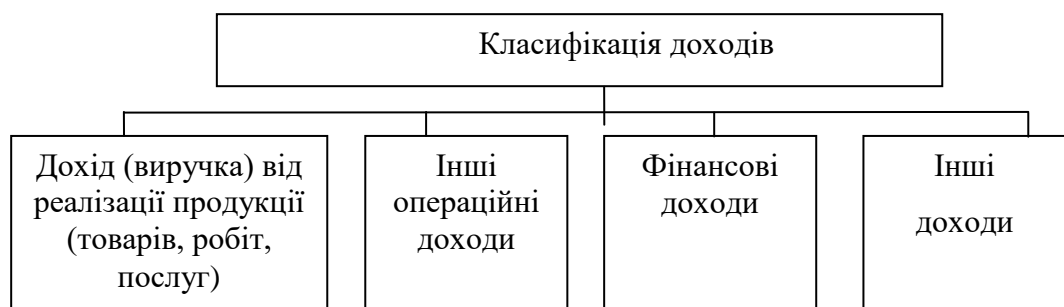 Класифікація доходів
Дохід (виручка) від
реалізації продукції
(товарів, робіт,
послуг)
Інші
операційні
доходи
Фінансові
доходи
Інші
доходи